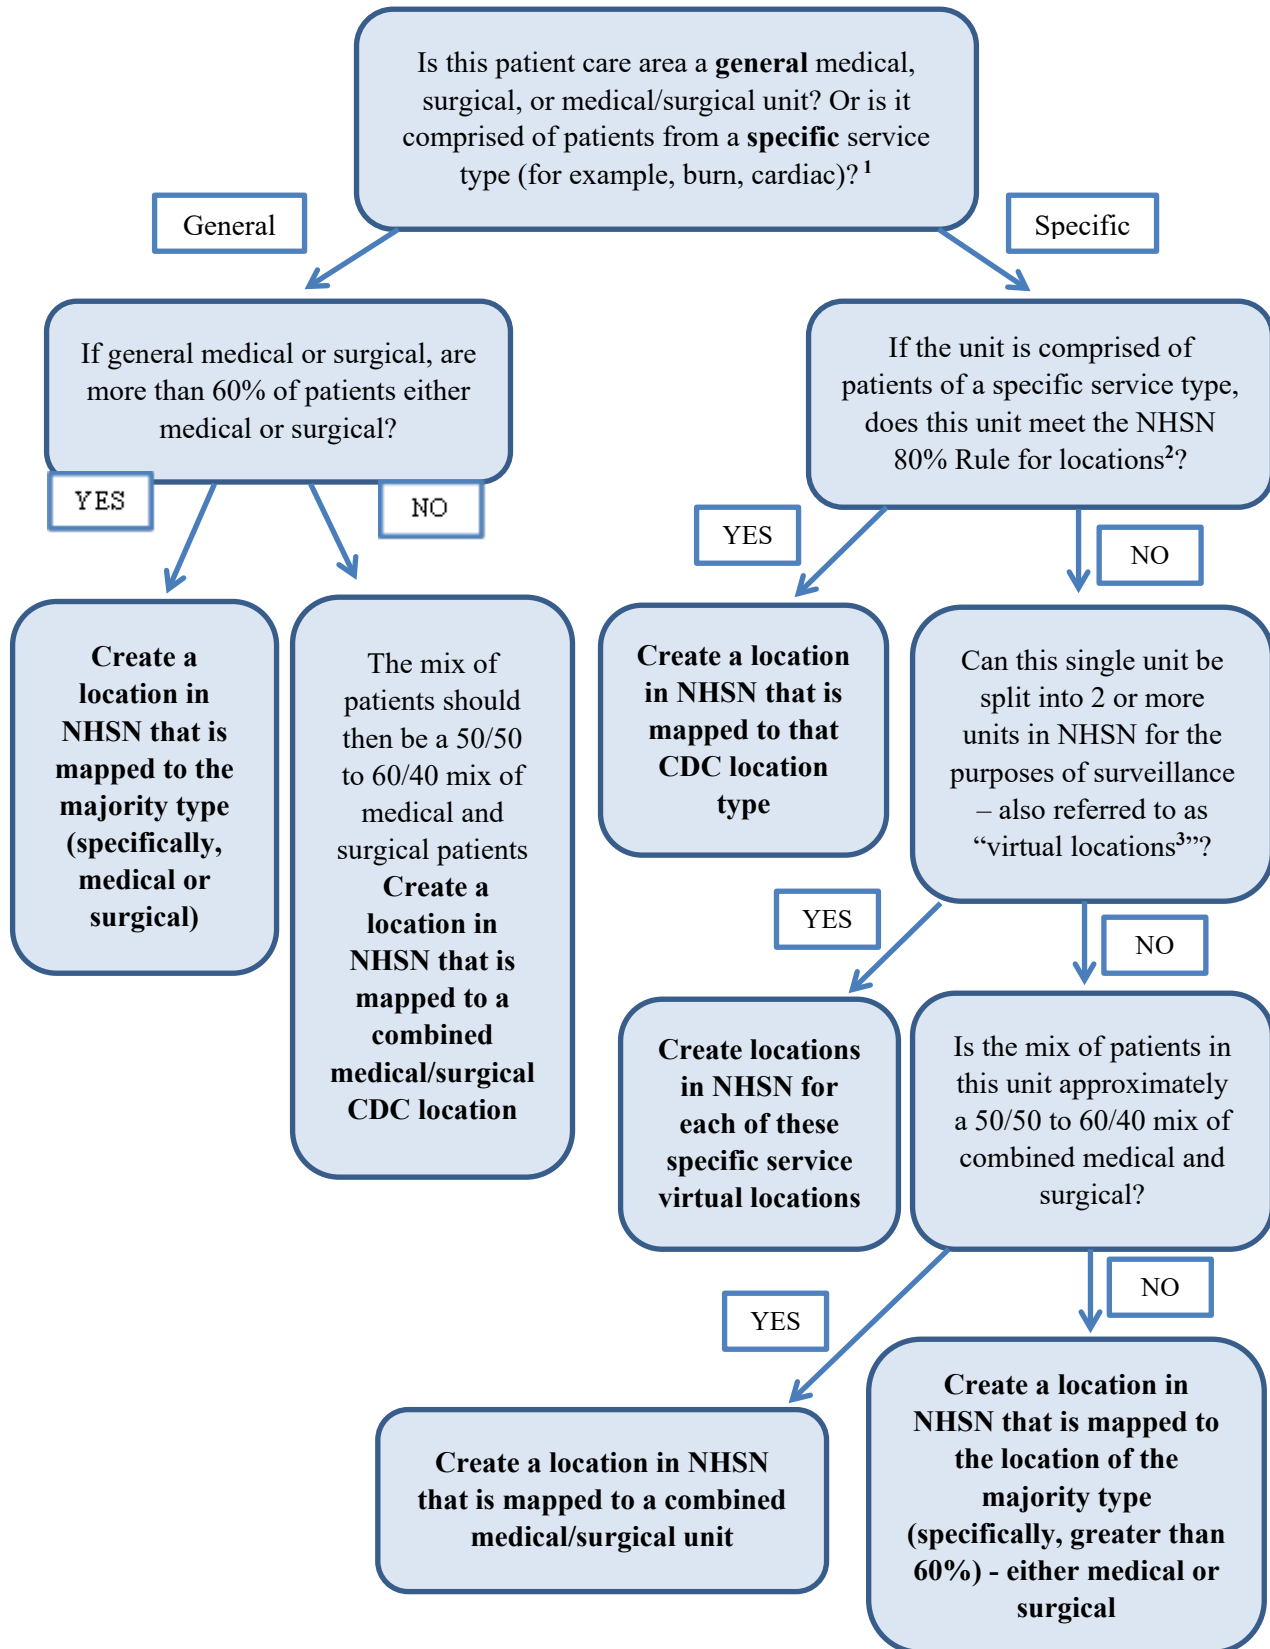 Is this patient care area a general medical,
surgical, or medical/surgical unit? Or is it
comprised of patients from a specific service
type (for example, burn, cardiac)? 1
General
Specific
If general medical or surgical, are
more than 60% of patients either
medical or surgical?
If the unit is comprised of
patients of a specific service type,
does this unit meet the NHSN
80% Rule for locations2?
YES
NO
YES
NO
Create a
location in
NHSN that is
mapped to the
majority type
(specifically,
medical or
surgical)
The mix of
patients should
then be a 50/50
to 60/40 mix of
medical and
surgical patients
Create a
location in
NHSN that is
mapped to a
combined
medical/surgical
CDC location
Create a location
in NHSN that is
mapped to that
CDC location
type
Can this single unit be
split into 2 or more
units in NHSN for the
purposes of surveillance
– also referred to as
“virtual locations3”?
YES
NO
Create locations
in NHSN for
each of these
specific service
virtual locations
Is the mix of patients in
this unit approximately
a 50/50 to 60/40 mix of
combined medical and
surgical?
YES
NO
Create a location in NHSN
that is mapped to a combined
medical/surgical unit
Create a location in
NHSN that is mapped to
the location of the
majority type
(specifically, greater than
60%) - either medical or
surgical